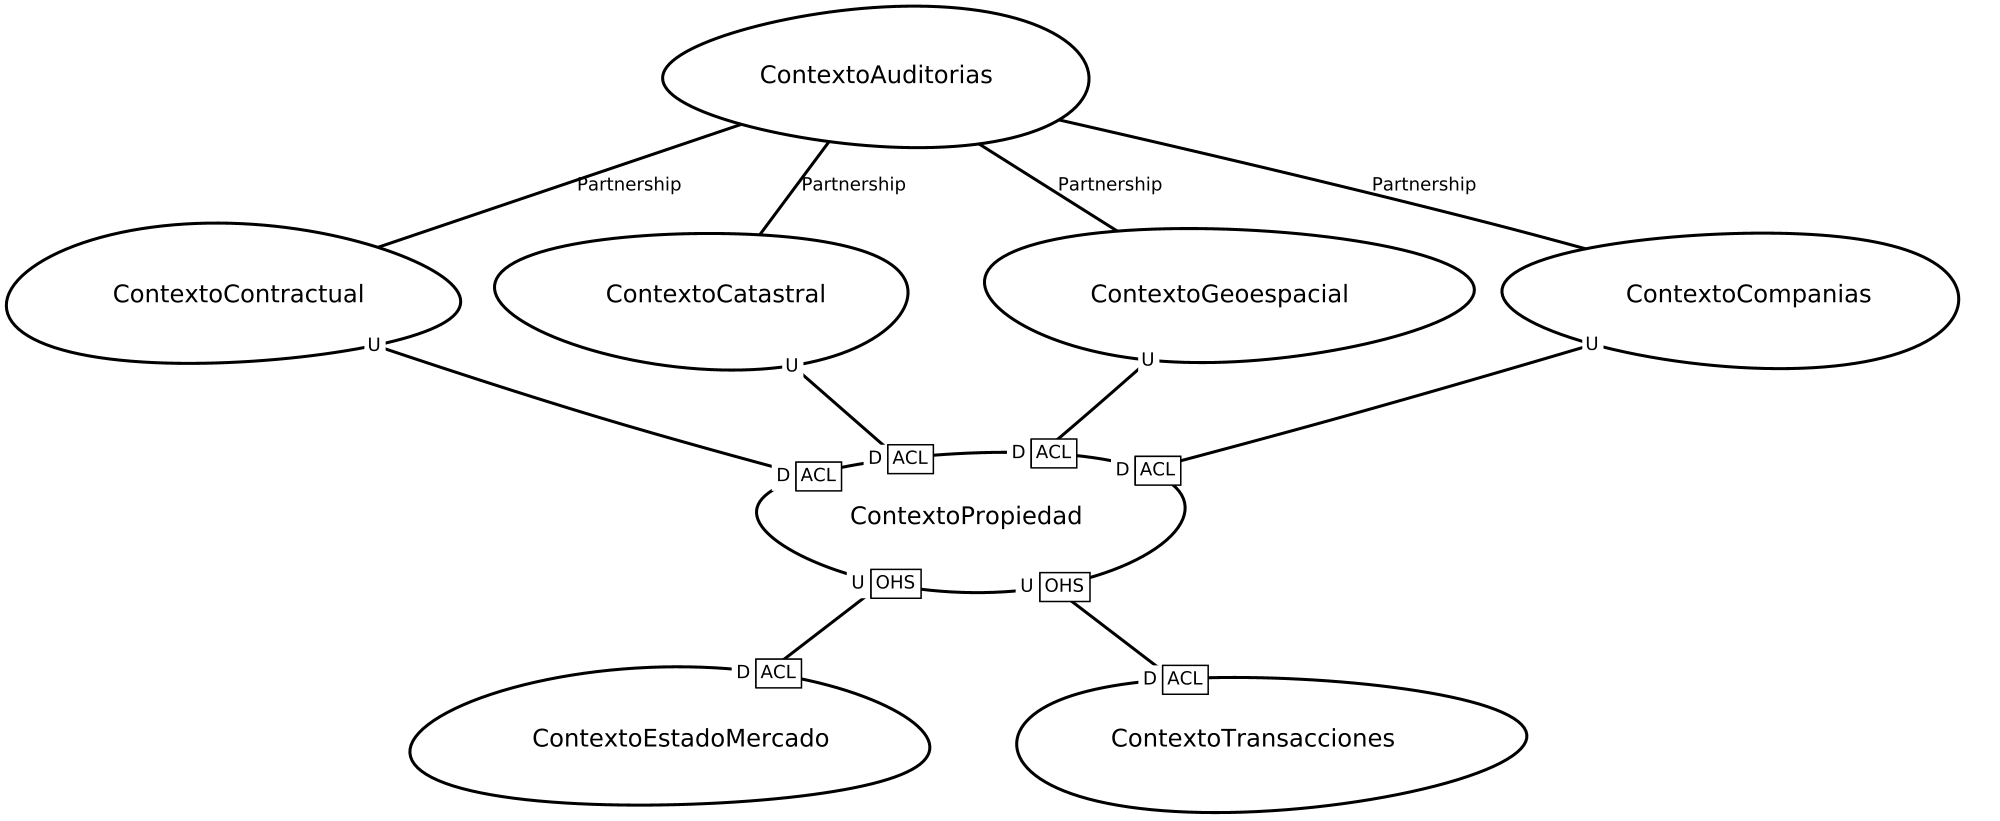 ContextoAuditorias
Partnership Partnership Partnership Partnership
ContextoContractual ContextoCatastral ContextoGeoespacial ContextoCompanias
U U U U
D ACL D ACL D ACL D ACL
ContextoPropiedad
U OHS U OHS
D ACL D ACL
ContextoEstadoMercado ContextoTransacciones